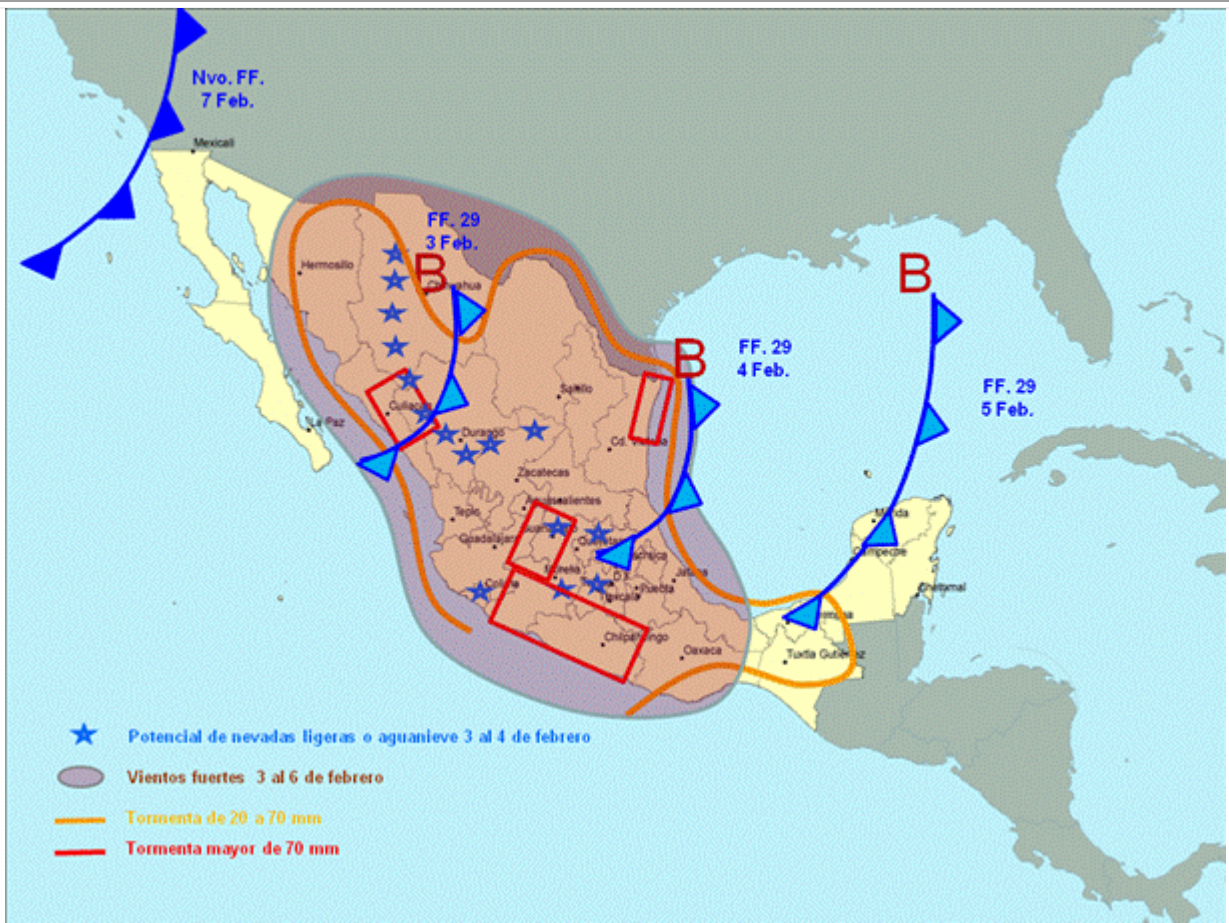 Nvo. FF.
7 Feb.
Mexicali
FF. 29
3 Feb.
B
Hermosillo
Chihuahua
B
FF. 29
4 Feb.
B
FF. 29
5 Feb.
La Paz
Culiacan
Saltillo
Durango
Cd. Victoria
Zacatecas
Aguascalientes
Tepic
Guadalajara
Colima
Morelia
D.F.
Tlaxcala
Puebla
Jalapa
Chilpancingo
Oaxaca
Mérida
Campeche
Chetumal
Tuxtla Gutiérrez
Potencial de nevadas ligeras o aguanieve 3 al 4 de febrero
Vientos fuertes 3 al 6 de febrero
Tormenta de 20 a 70 mm
Tormenta mayor de 70 mm